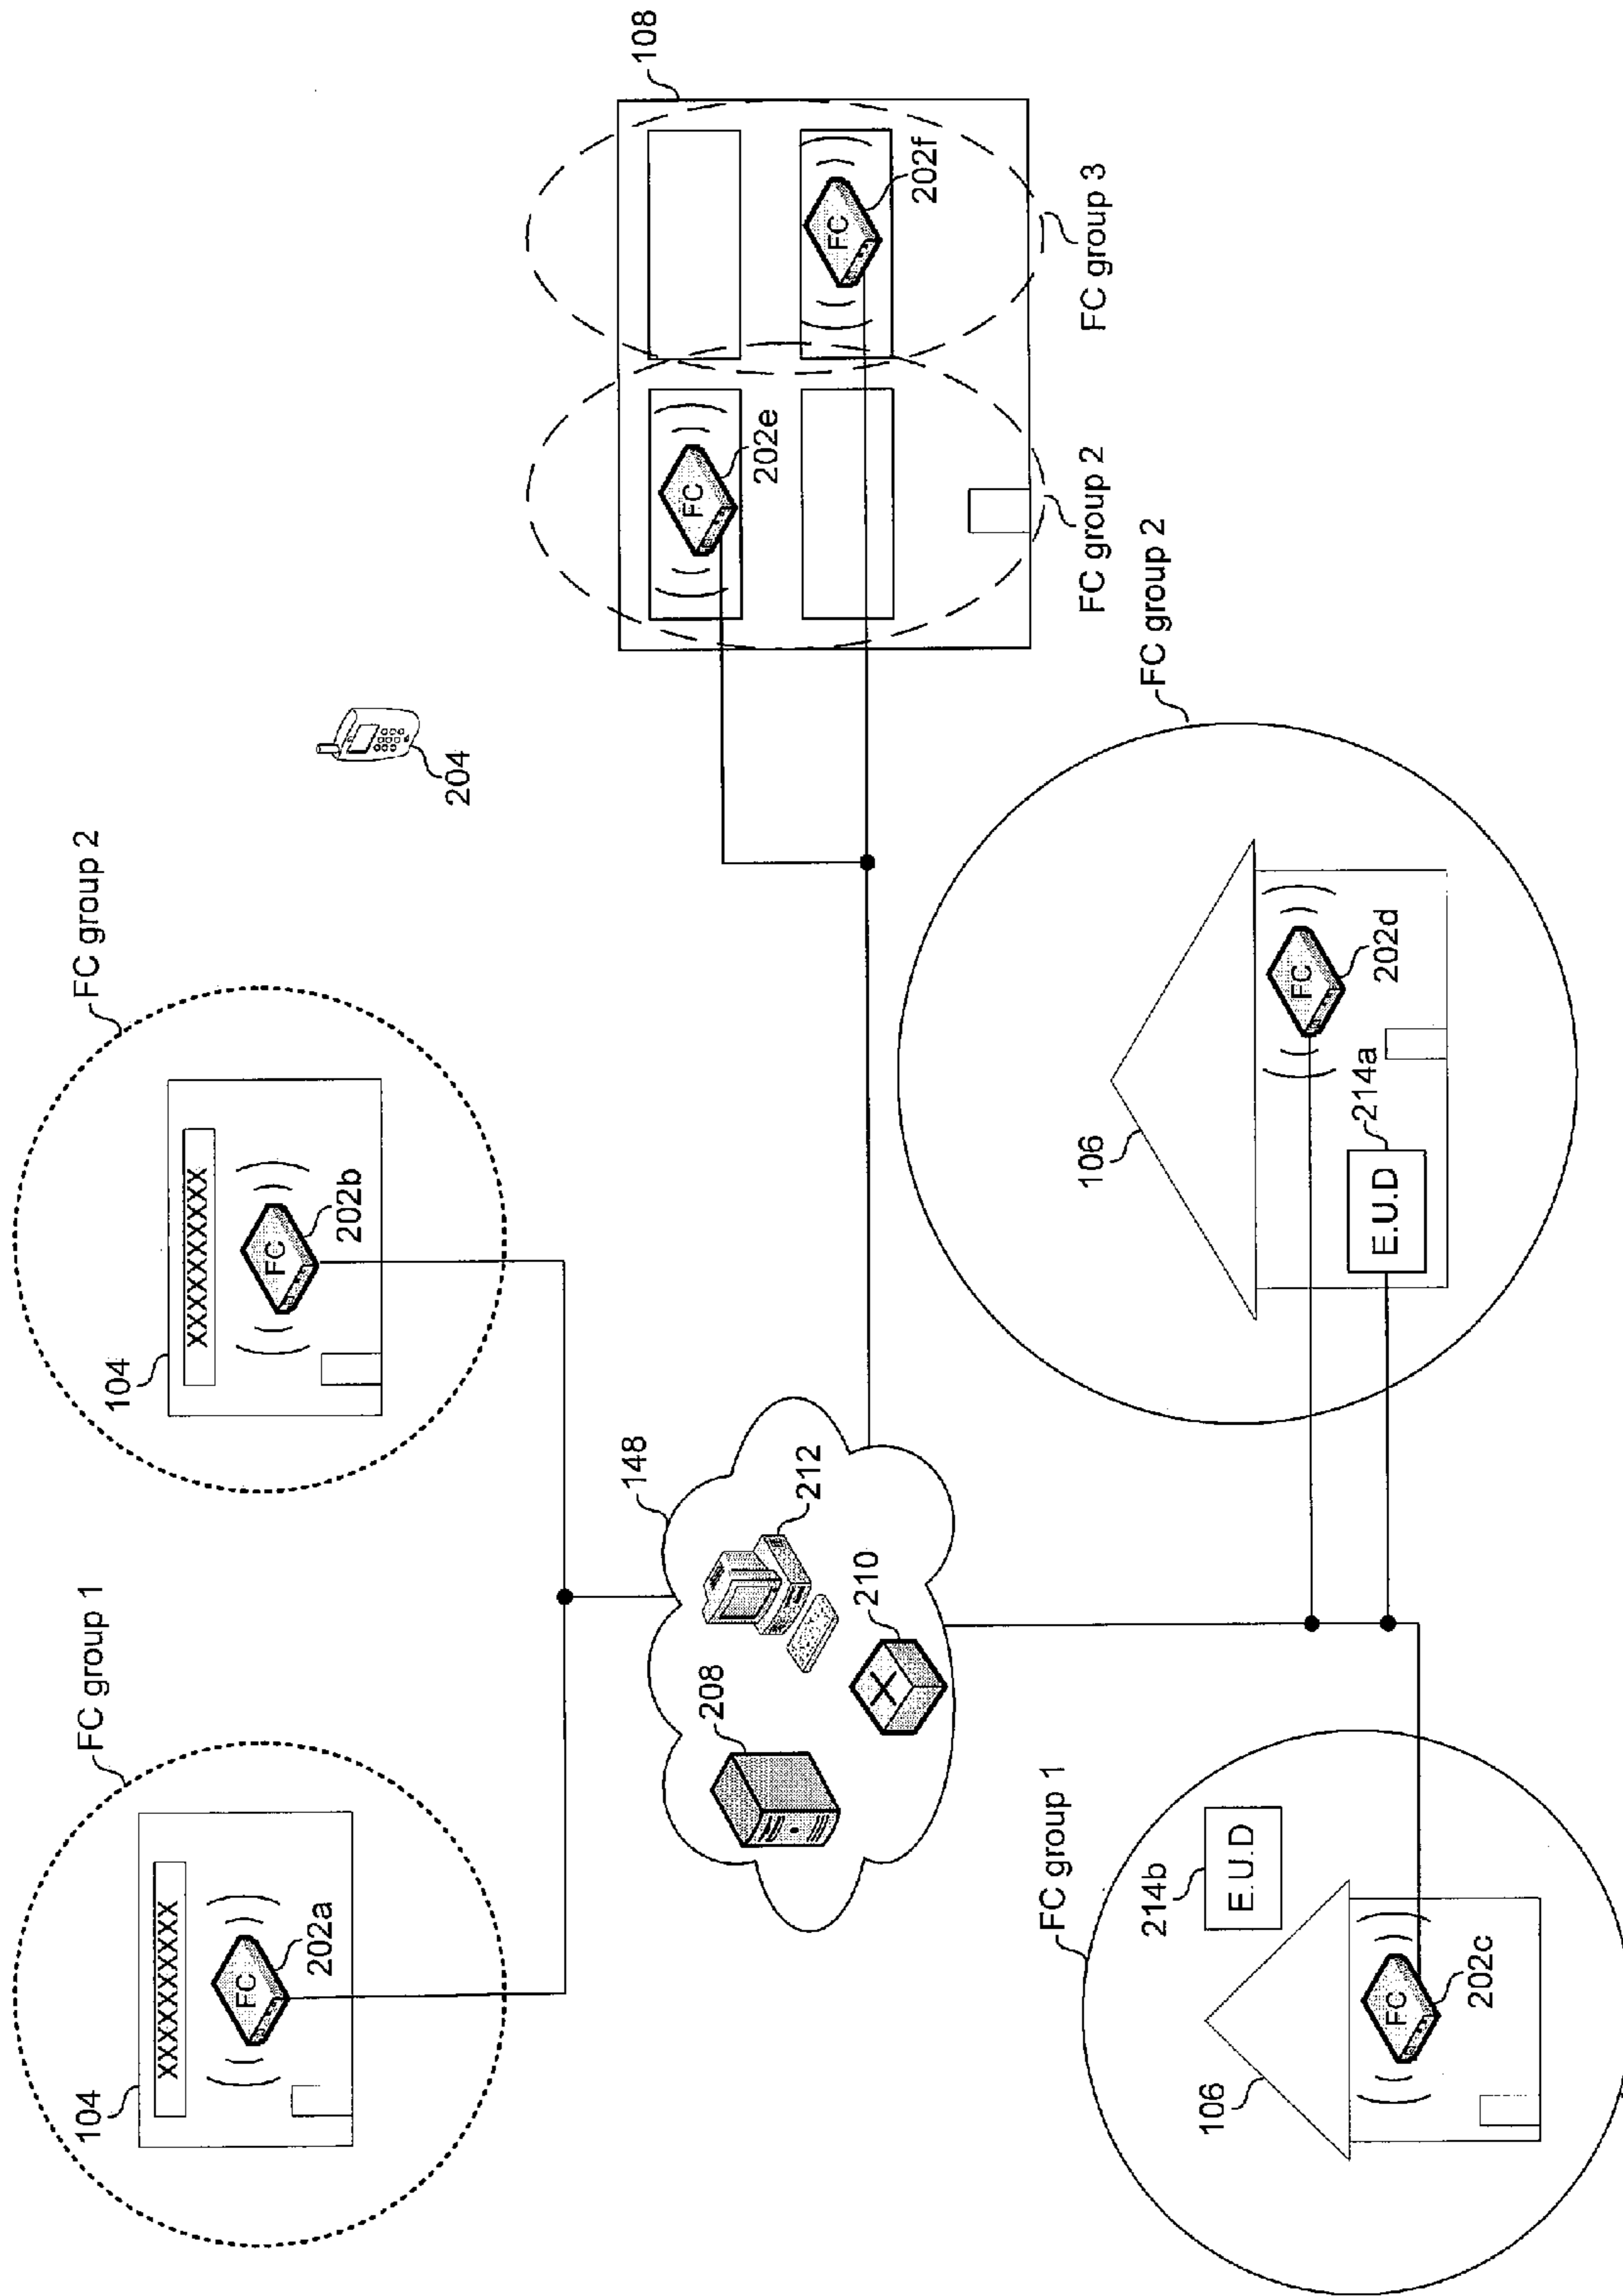 FC group 1
104
XXXXXXXXXX
FC
202a
FC group 2
104
XXXXXXXXXX
FC
202b
204
148
208
212
210
108
FC
202e
FC
202f
FC group 2
FC group 3
FC group 1
214b
E.U.D
106
FC
202c
FC group 2
106
FC
202d
214a
E.U.D